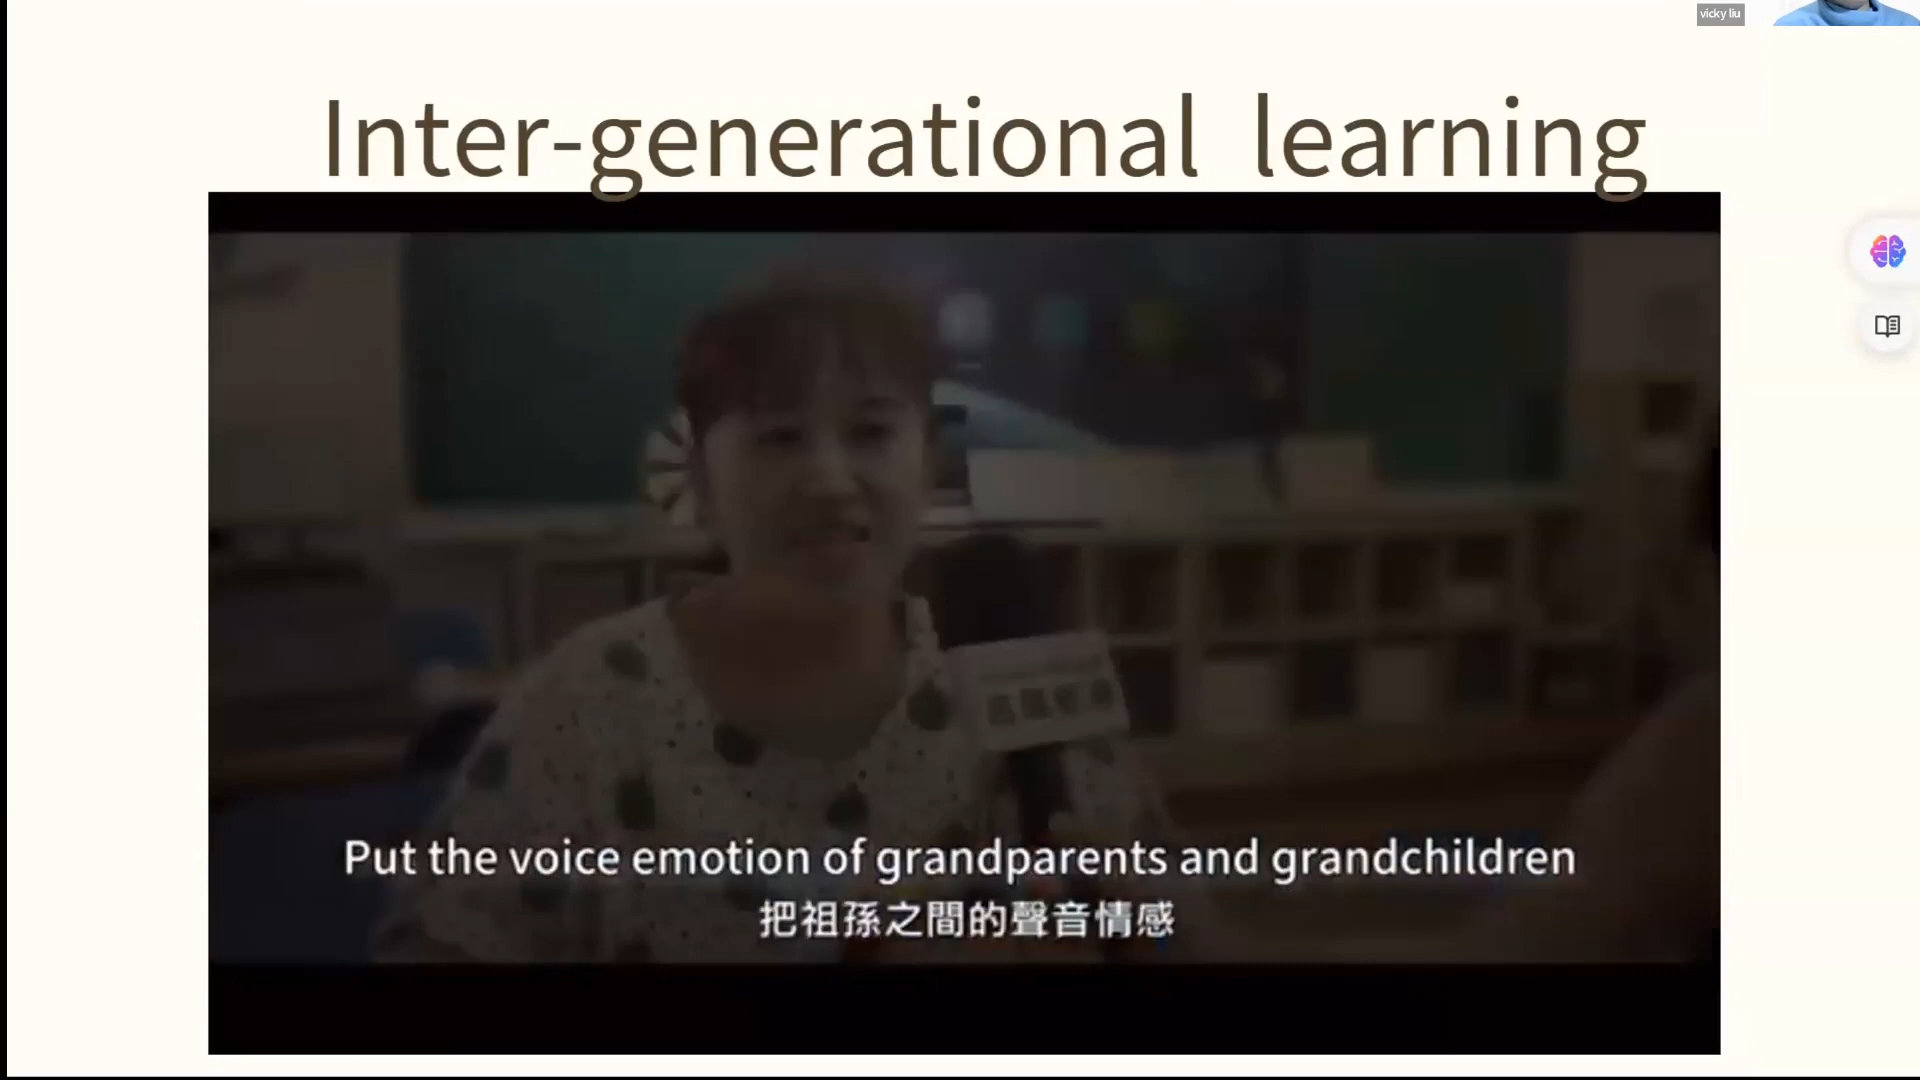 vicky liu
Inter-generational learning
Put the voice emotion of grandparents and grandchildren
把祖孫之間的聲音情感